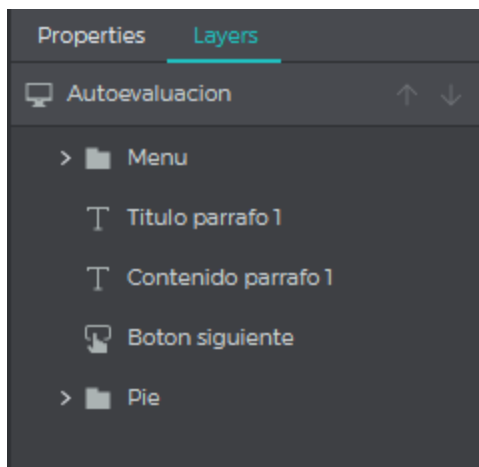 Properties Layers
Autoevaluacion
Menu
Titulo parrafo 1
Contenido parrafo 1
Boton siguiente
Pie